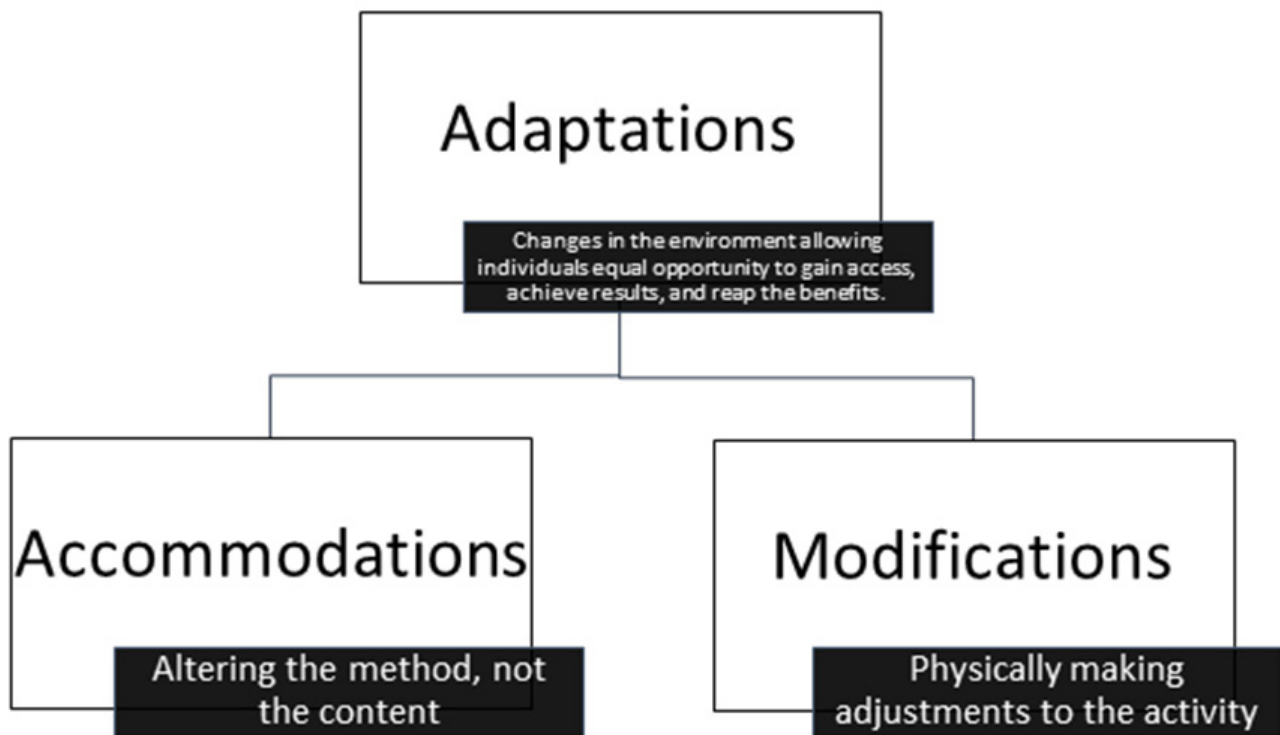 Adaptations
Changes in the environment allowing
individuals equal opportunity to gain access,
achieve results, and reap the benefits.
Accommodations
Altering the method, not
the content
Modifications
Physically making
adjustments to the activity